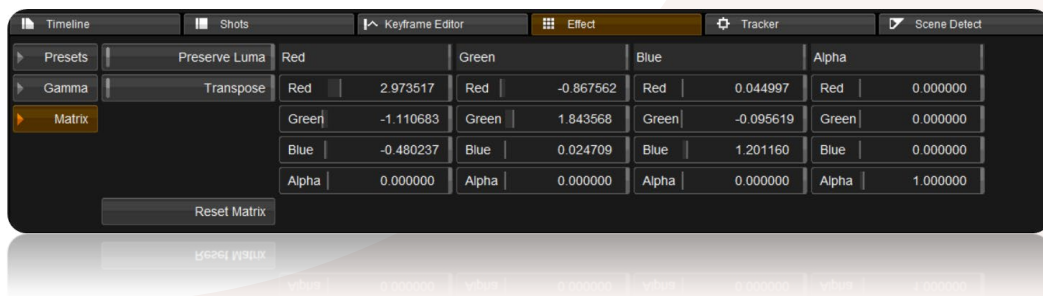 Timeline Shots Keyframe Editor Effect Tracker Scene Detect
Presets Preserve Luma Red Green Blue Alpha
Gamma Transpose Red 2.973517 Red -0.867562 Red 0.044997 Red 0.000000
Matrix Green -1.110683 Green 1.843568 Green -0.095619 Green 0.000000
Blue -0.480237 Blue 0.024709 Blue 1.201160 Blue 0.000000
Alpha 0.000000 Alpha 0.000000 Alpha 0.000000 Alpha 1.000000
Reset Matrix